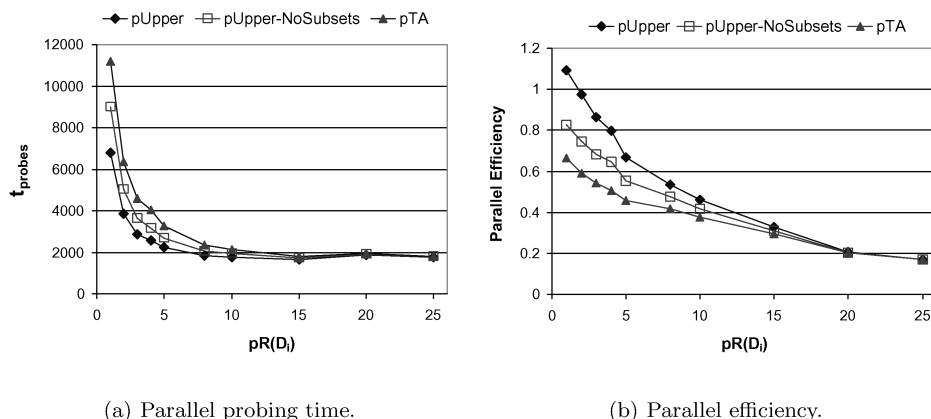 pUpper pUpper-NoSubsets pTA
12000
10000
8000
6000
4000
2000
0
tprobes
0 5 10 15 20 25
pR(Di)
(a) Parallel probing time.
pUpper pUpper-NoSubsets pTA
1.2
1
0.8
0.6
0.4
0.2
0
Parallel Efficiency
0 5 10 15 20 25
pR(Di)
(b) Parallel efficiency.